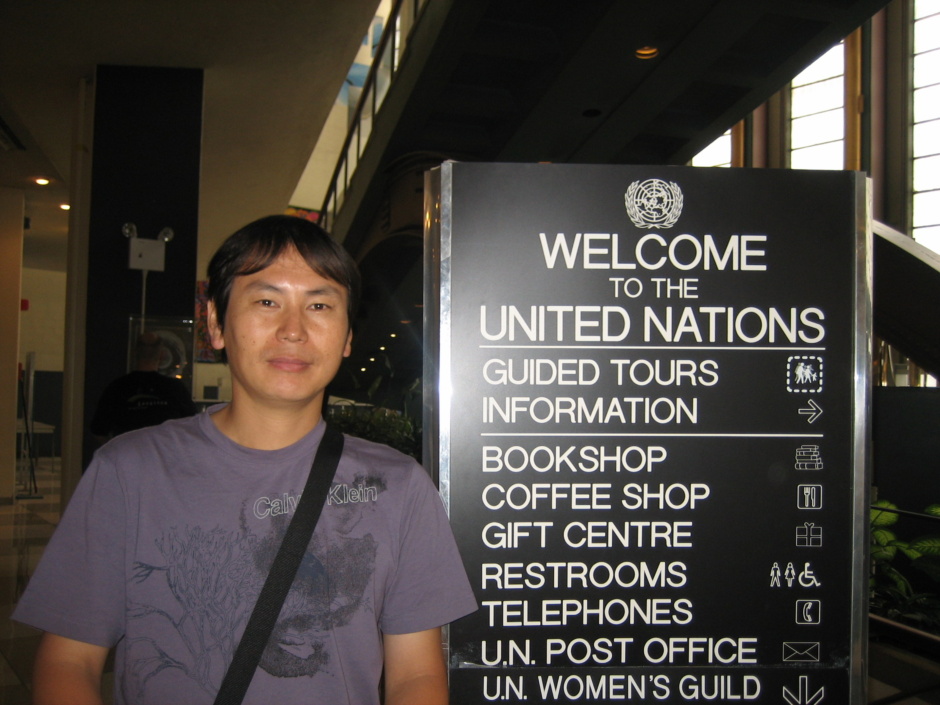 WELCOME
TO THE
UNITED NATIONS
GUIDED TOURS
INFORMATION
BOOKSHOP
COFFEE SHOP
GIFT CENTRE
RESTROOMS
TELEPHONES
U.N. POST OFFICE
U.N. WOMEN'S GUILD
Klein